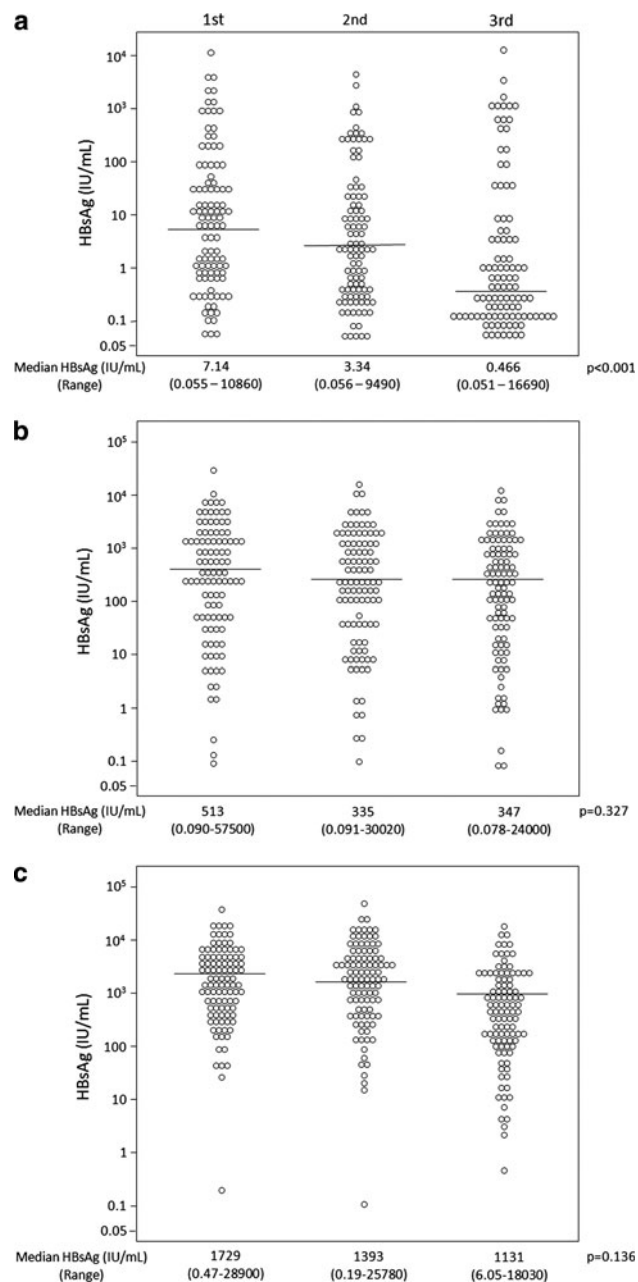 a
1st 2nd 3rd
10⁴
10³
100
10
1
0.1
0.05
HBsAg (IU/mL)
Median HBsAg (IU/mL) 7.14 3.34 0.466 p<0.001
(Range) (0.055 – 10860) (0.056 – 9490) (0.051 – 16690)
b
10⁵
10⁴
10³
100
10
1
0.1
0.05
HBsAg (IU/mL)
Median HBsAg (IU/mL) 513 335 347 p=0.327
(Range) (0.090-57500) (0.091-30020) (0.078-24000)
c
10⁵
10⁴
10³
100
10
1
0.1
0.05
HBsAg (IU/mL)
Median HBsAg (IU/mL) 1729 1393 1131 p=0.136
(Range) (0.47-28900) (0.19-25780) (6.05-18030)